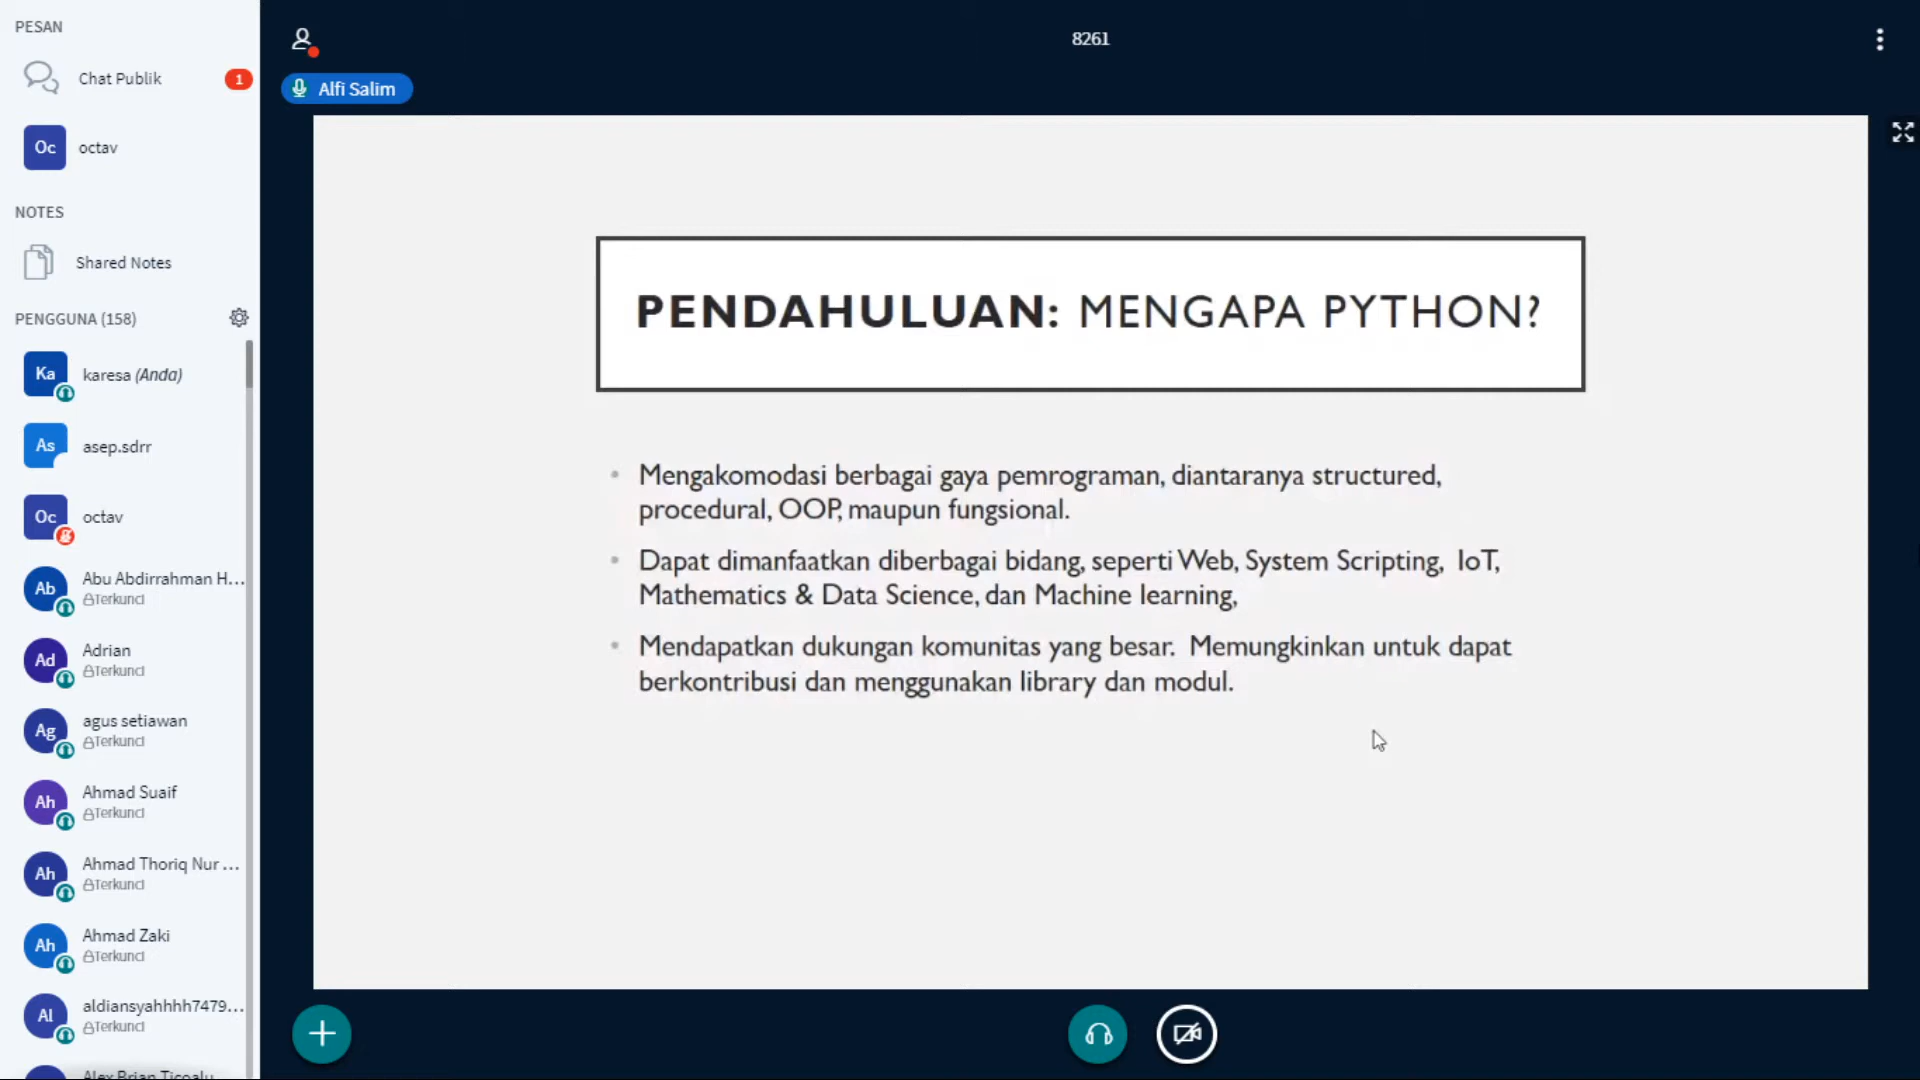 PESAN
Chat Publik
1
Oc
octav
NOTES
Shared Notes
PENGGUNA (158)
Ka
karesa (Anda)
As
asep.sdrr
Oc
octav
Ab
Abu Abdirrahman H...
Terkunci
Ad
Adrian
Terkunci
Ag
agus setiawan
Terkunci
Ah
Ahmad Suaif
Terkunci
Ah
Ahmad Thoriq Nur ...
Terkunci
Ah
Ahmad Zaki
Terkunci
Al
aldiansyahhhh7479...
Terkunci
Alex Brian Ticoalu
8261
Alfi Salim
PENDAHULUAN: MENGAPA PYTHON?
• Mengakomodasi berbagai gaya pemrograman, diantaranya structured,
procedural, OOP, maupun fungsional.
• Dapat dimanfaatkan diberbagai bidang, seperti Web, System Scripting, IoT,
Mathematics & Data Science, dan Machine learning,
• Mendapatkan dukungan komunitas yang besar. Memungkinkan untuk dapat
berkontribusi dan menggunakan library dan modul.